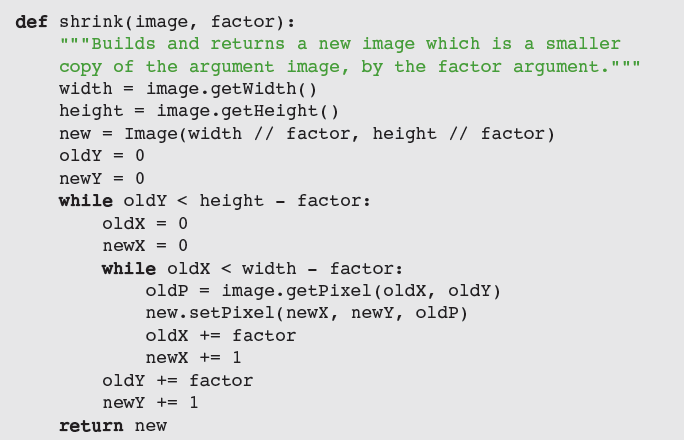 def shrink(image, factor):
    """Builds and returns a new image which is a smaller
    copy of the argument image, by the factor argument."""
    width = image.getWidth()
    height = image.getHeight()
    new = Image(width // factor, height // factor)
    oldY = 0
    newY = 0
    while oldY < height - factor:
        oldX = 0
        newX = 0
        while oldX < width - factor:
            oldP = image.getPixel(oldX, oldY)
            new.setPixel(newX, newY, oldP)
            oldX += factor
            newX += 1
        oldY += factor
        newY += 1
    return new